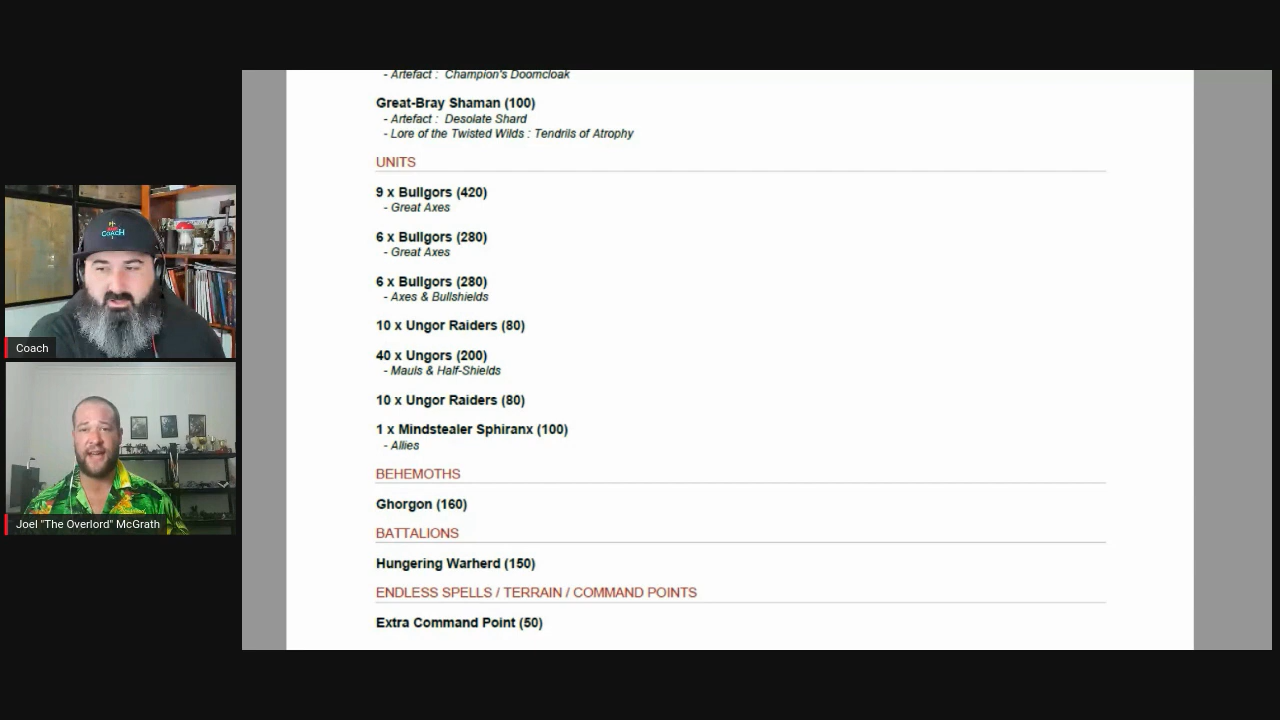 - Artefact : Champion's Doomcloak
Great-Bray Shaman (100)
- Artefact : Desolate Shard
- Lore of the Twisted Wilds : Tendrils of Atrophy
UNITS
9 x Bullgors (420)
- Great Axes
6 x Bullgors (280)
- Great Axes
6 x Bullgors (280)
- Axes & Bullshields
10 x Ungor Raiders (80)
40 x Ungors (200)
- Mauls & Half-Shields
10 x Ungor Raiders (80)
1 x Mindstealer Sphiranx (100)
- Allies
BEHEMOTHS
Ghorgon (160)
BATTALIONS
Hungering Warherd (150)
ENDLESS SPELLS / TERRAIN / COMMAND POINTS
Extra Command Point (50)
COACH
Coach
Joel "The Overlord" McGrath